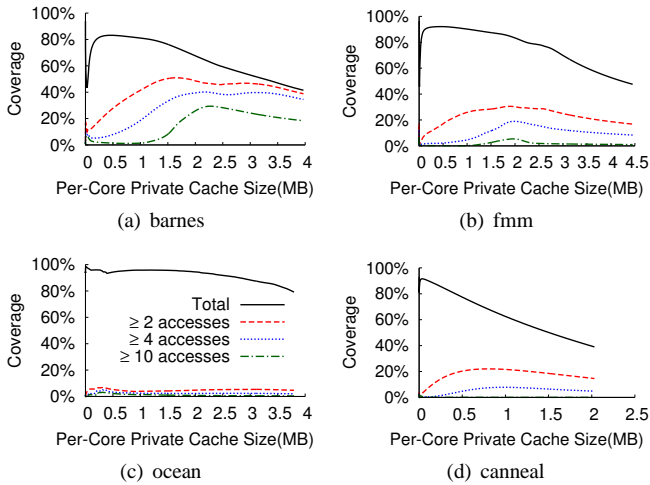 100%
80%
60%
40%
20%
0%
Coverage
0 0.5 1 1.5 2 2.5 3 3.5 4
Per-Core Private Cache Size(MB)
(a) barnes
100%
80%
60%
40%
20%
0%
Coverage
0 0.5 1 1.5 2 2.5 3 3.5 4 4.5
Per-Core Private Cache Size(MB)
(b) fmm
100%
80%
60%
40%
20%
0%
Coverage
Total
≥ 2 accesses
≥ 4 accesses
≥ 10 accesses
0 0.5 1 1.5 2 2.5 3 3.5 4
Per-Core Private Cache Size(MB)
(c) ocean
100%
80%
60%
40%
20%
0%
Coverage
0 0.5 1 1.5 2 2.5
Per-Core Private Cache Size(MB)
(d) canneal